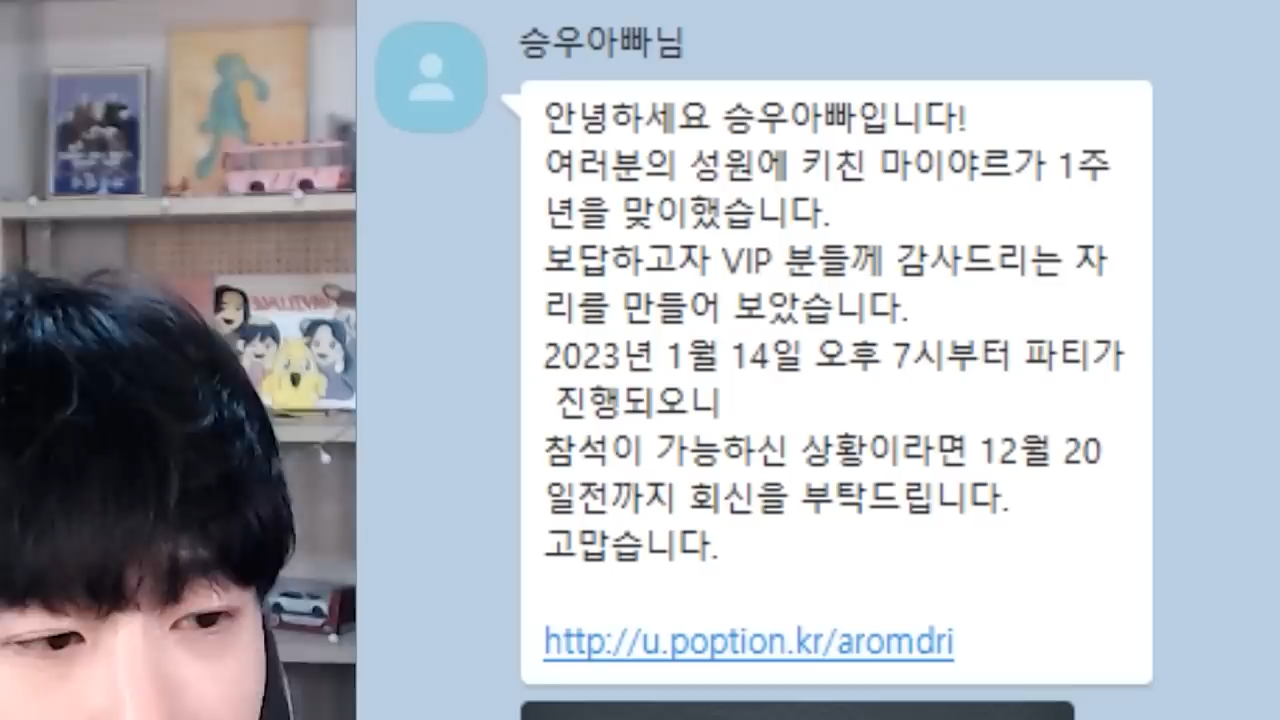 승우아빠님
안녕하세요 승우아빠입니다!
여러분의 성원에 키친 마이야르가 1주
년을 맞이했습니다.
보답하고자 VIP 분들께 감사드리는 자
리를 만들어 보았습니다.
2023년 1월 14일 오후 7시부터 파티가
진행되오니
참석이 가능하신 상황이라면 12월 20
일전까지 회신을 부탁드립니다.
고맙습니다.
http://u.poption.kr/aromdri